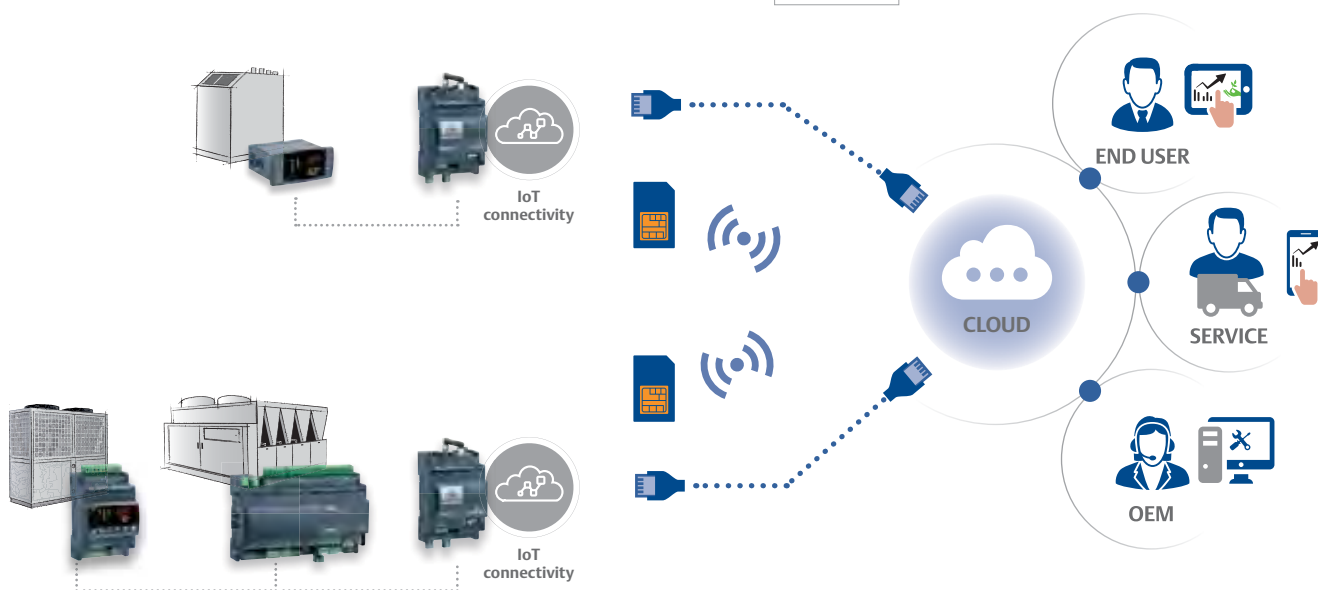 END USER
IoT
connectivity
CLOUD
SERVICE
OEM
IoT
connectivity